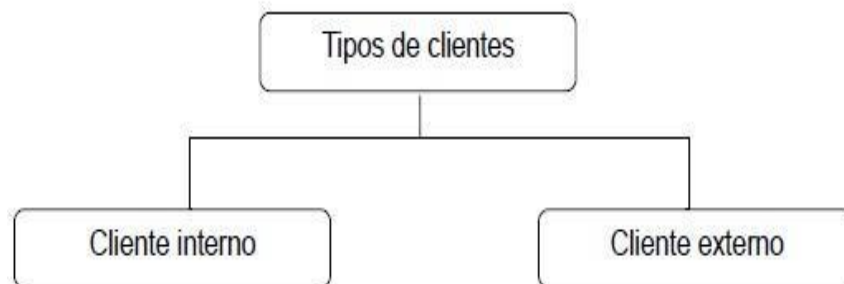 Tipos de clientes
Cliente interno
Cliente externo